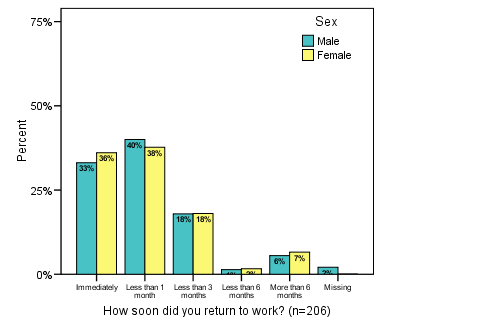 75%
50%
25%
0%
Percent
Sex
Male
Female
33%
36%
40%
38%
18%
18%
2%
6%
7%
2%
Immediately
Less than 1 month
Less than 3 months
Less than 6 months
More than 6 months
Missing
How soon did you return to work? (n=206)